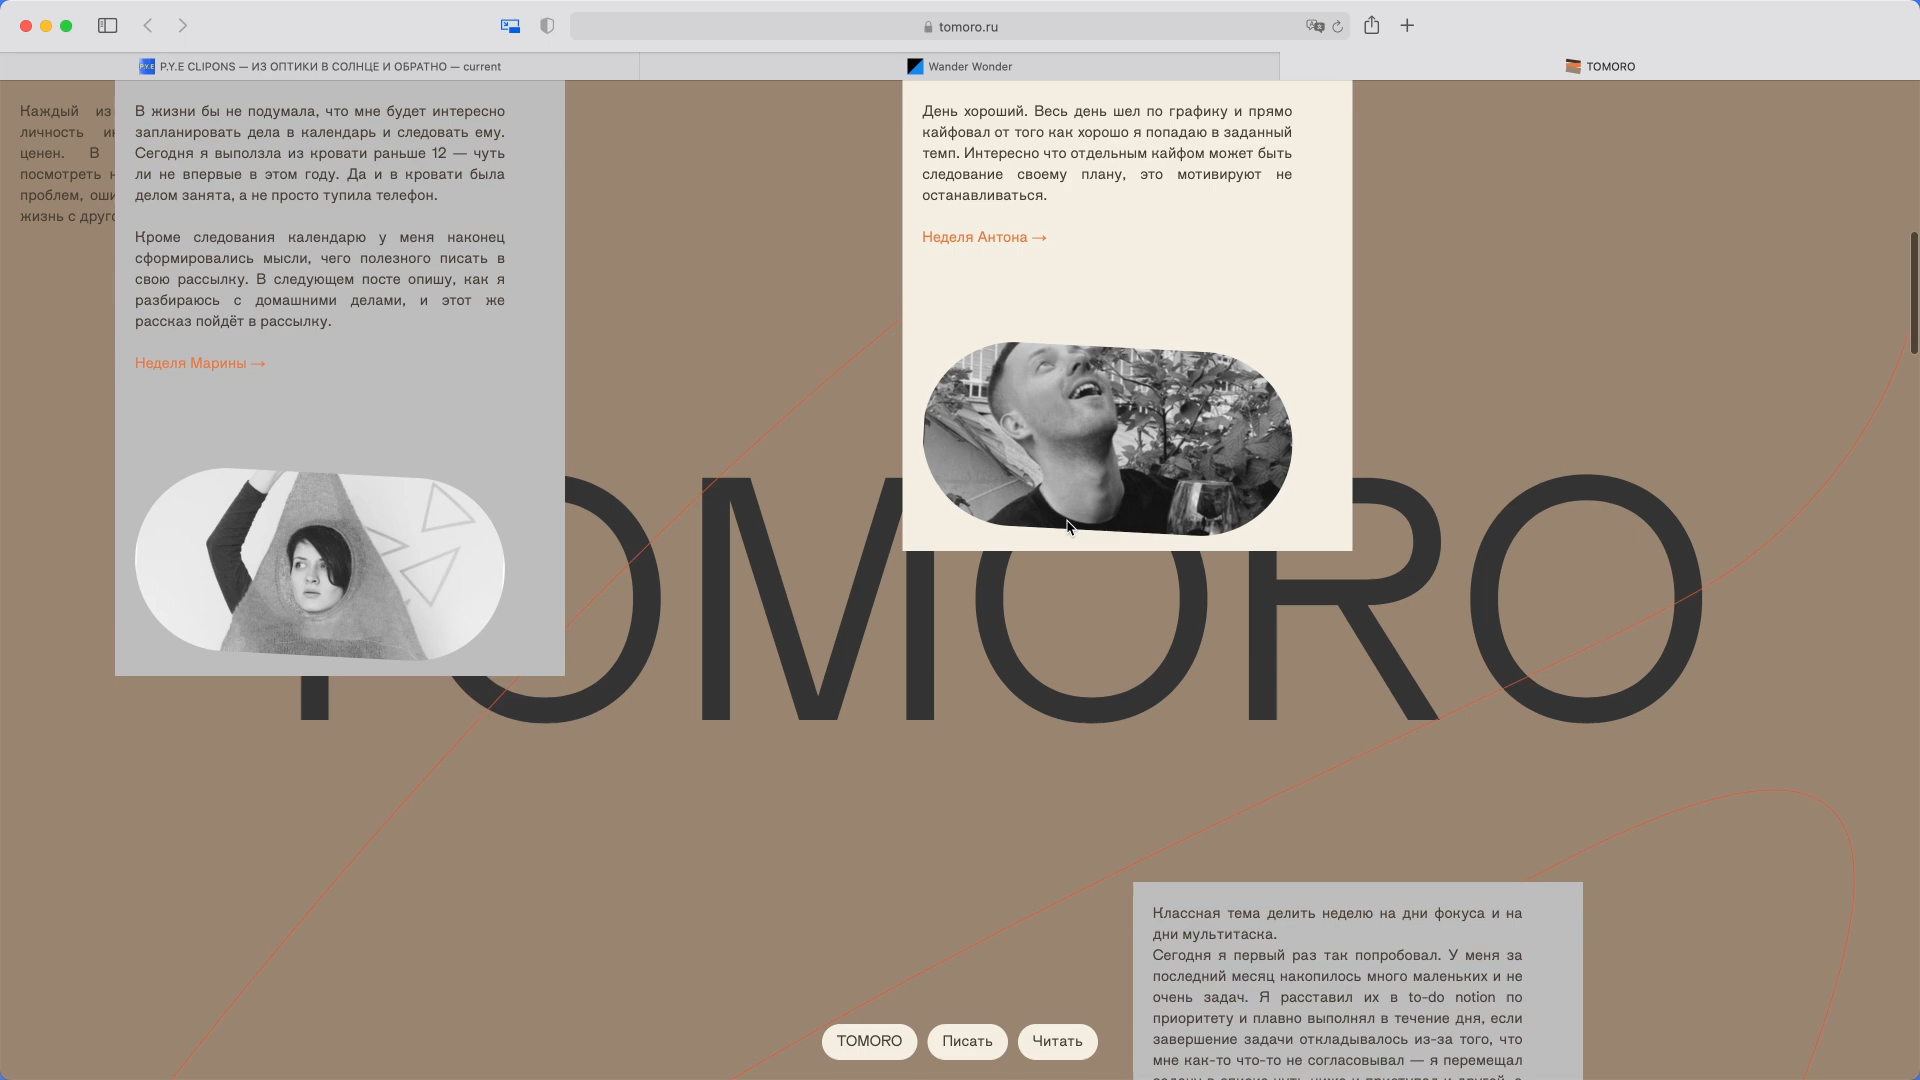 tomoro.ru
P.Y.E CLIPONS — ИЗ ОПТИКИ В СОЛНЦЕ И ОБРАТНО — current
Wander Wonder
TOMORO
Каждый из
личность
ценен. В
посмотреть
проблем,
жизнь с
В жизни бы не подумала, что мне будет интересно
запланировать дела в календарь и следовать ему.
Сегодня я выползла из кровати раньше 12 — чуть
ли не впервые в этом году. Да и в кровати была
делом занята, а не просто тупила телефон.
Кроме следования календарю у меня наконец
сформировались мысли, чего полезного писать в
свою рассылку. В следующем посте опишу, как я
разбираюсь с домашними делами, и этот же
рассказ пойдёт в рассылку.
Неделя Марины →
День хороший. Весь день шел по графику и прямо
кайфовал от того как хорошо я попадаю в заданный
темп. Интересно что отдельным кайфом может быть
следование своему плану, это мотивируют не
останавливаться.
Неделя Антона →
TOMORO
Классная тема делить неделю на дни фокуса и на
дни мультитаска.
Сегодня я первый раз так попробовал. У меня за
последний месяц накопилось много маленьких и не
очень задач. Я расставил их в to-do notion по
приоритету и плавно выполнял в течение дня, если
завершение задачи откладывалось из-за того, что
мне как-то что-то не согласовывал — я перемещал
TOMORO
Писать
Читать